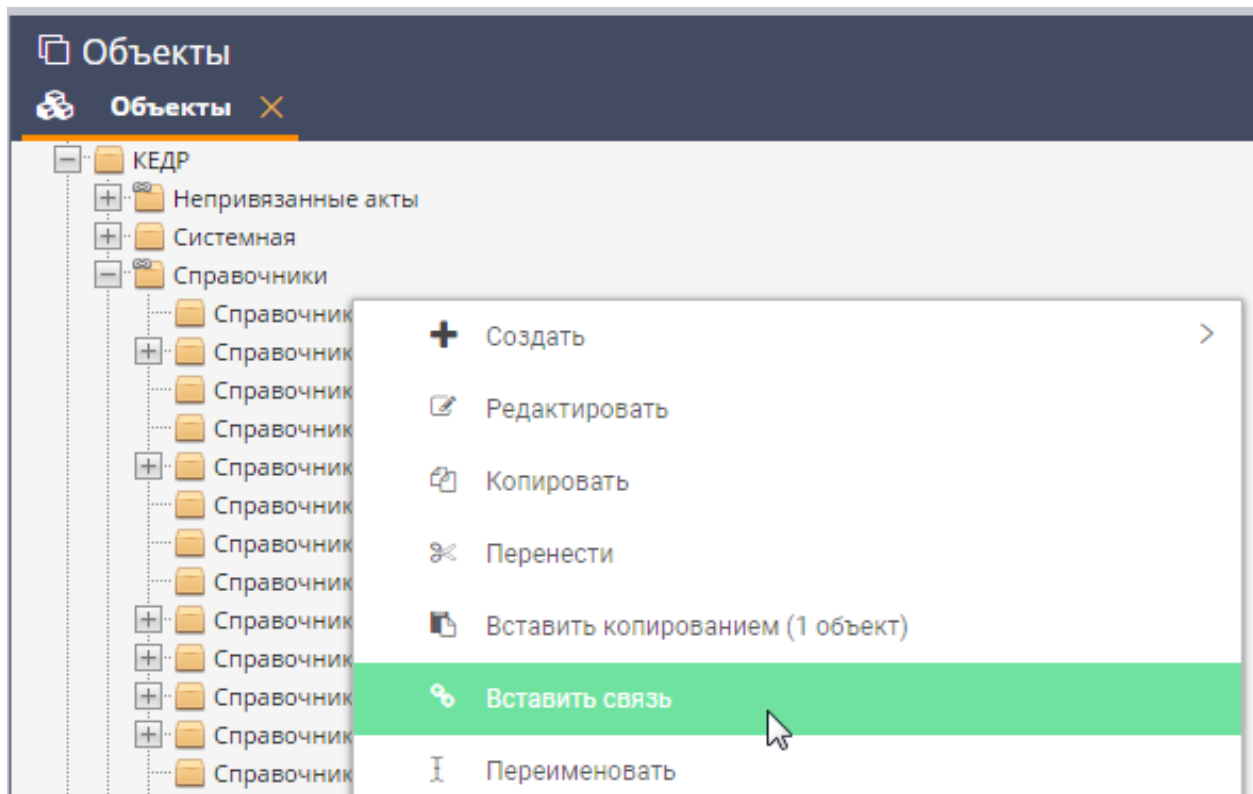 Объекты
Объекты
КЕДР
Непривязанные акты
Системная
Справочники
Справочник
Создать
Справочник
Справочник
Редактировать
Справочник
Справочник
Копировать
Справочник
Справочник
Перенести
Справочник
Справочник
Вставить копированием (1 объект)
Справочник
Справочник
Вставить связь
Справочник
Справочник
Переименовать